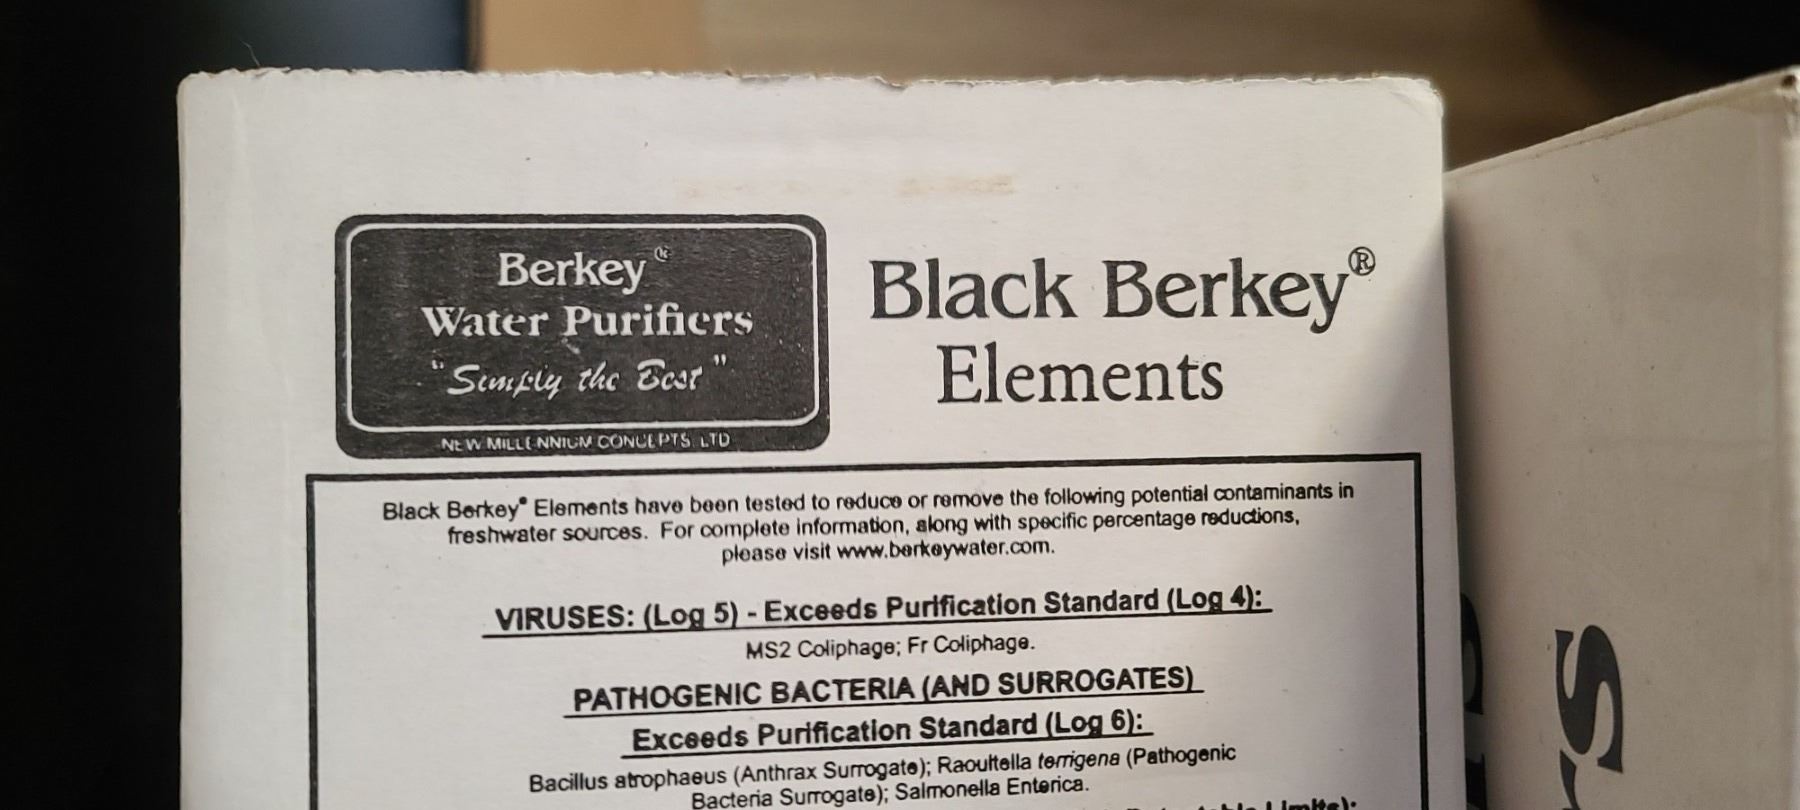 Berkey®
Water Purifiers
"Simply the Best"
NEW MILLENNIUM CONCEPTS, LTD
Black Berkey®
Elements
Black Berkey® Elements have been tested to reduce or remove the following potential contaminants in
freshwater sources. For complete information, along with specific percentage reductions,
please visit www.berkeywater.com.
VIRUSES: (Log 5) - Exceeds Purification Standard (Log 4):
MS2 Coliphage; Fr Coliphage.
PATHOGENIC BACTERIA (AND SURROGATES)
Exceeds Purification Standard (Log 6):
Bacillus atrophaeus (Anthrax Surrogate); Raoultella terrigena (Pathogenic
Bacteria Surrogate); Salmonella Enterica.
Limits):